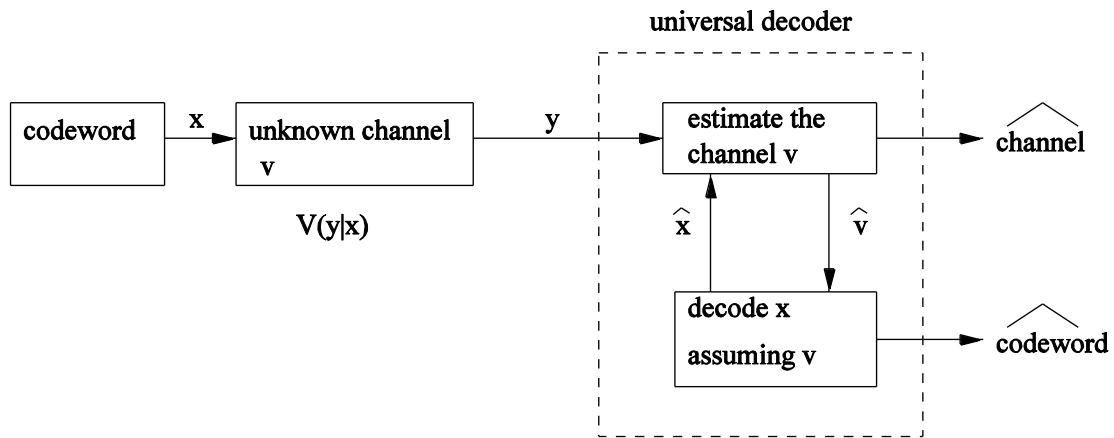 universal decoder
codeword
x
unknown channel
v
y
estimate the
channel v
channel
V(y|x)
x̂
v̂
decode x
assuming v
codeword